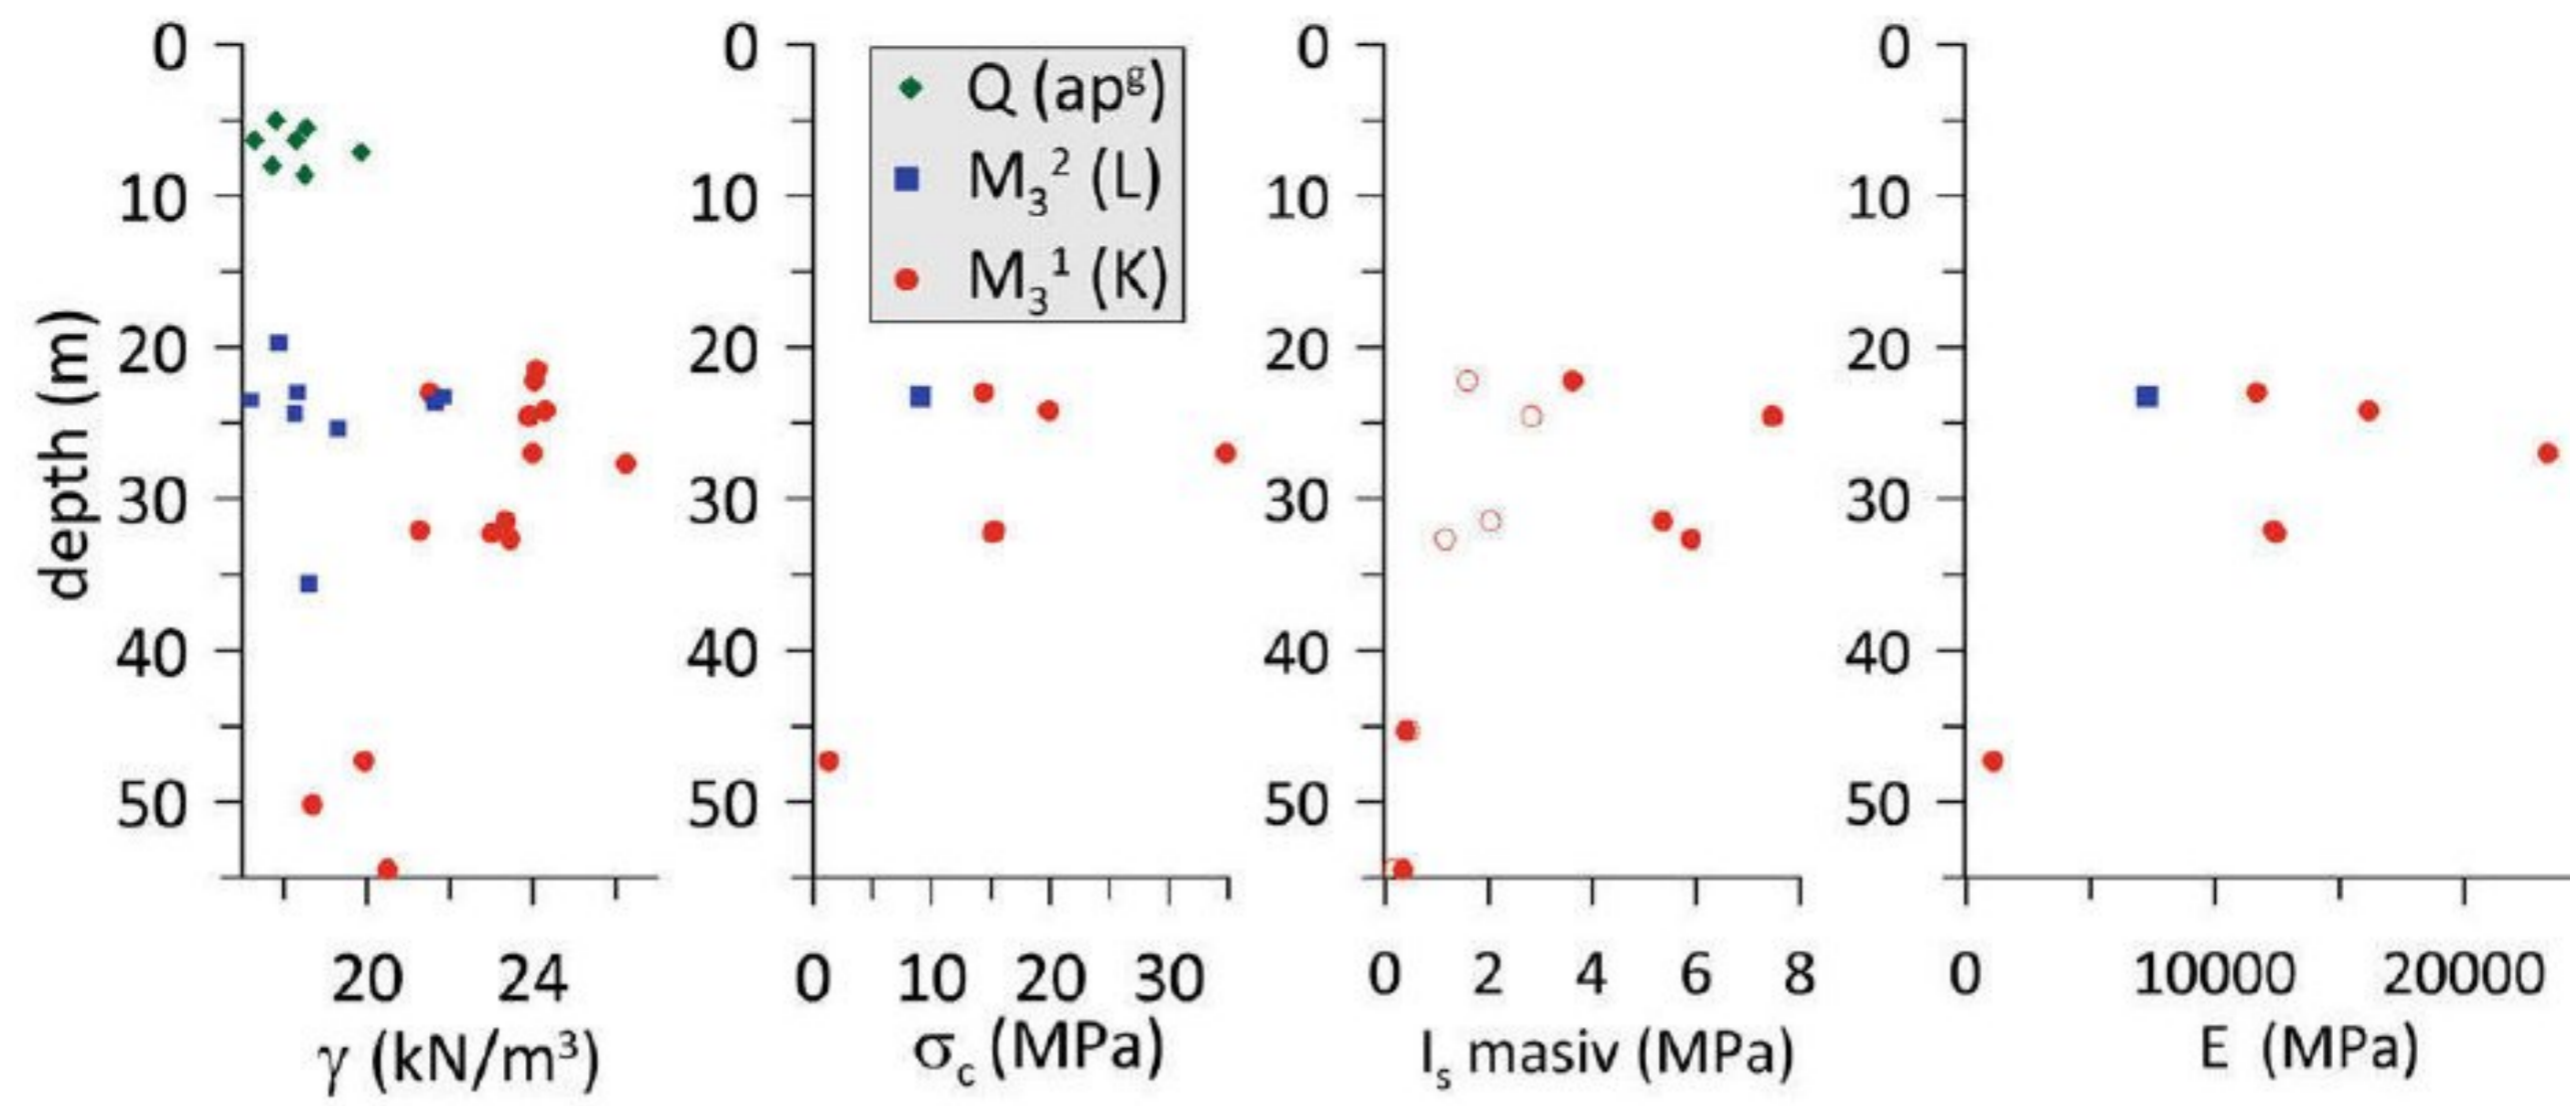 0 0 0 0
Q (apᵍ)
M₃² (L)
10 10 10 10
M₃¹ (K)
20 20 20 20
depth (m)
30 30 30 30
40 40 40 40
50 50 50 50
20 24 0 10 20 30 0 2 4 6 8 0 10000 20000
γ (kN/m³) σc (MPa) Is masiv (MPa) E (MPa)